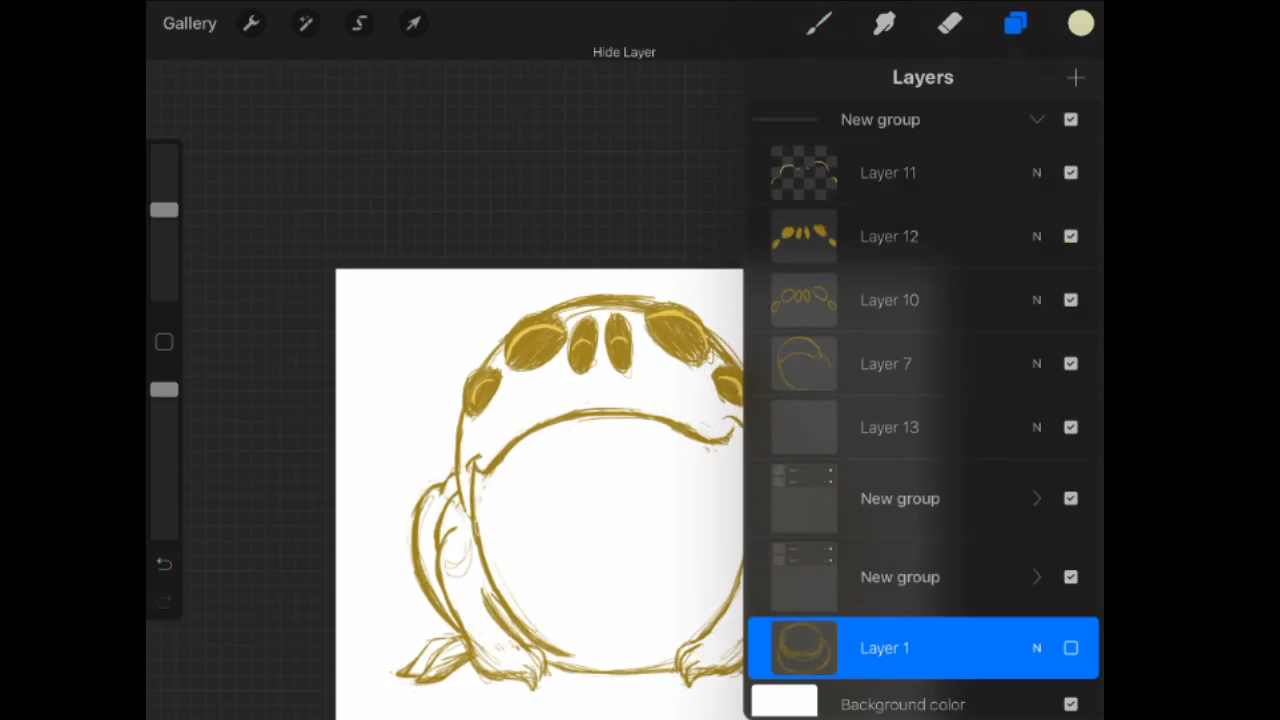 Gallery
Hide Layer
Layers
New group
Layer 11 N
Layer 12 N
Layer 10 N
Layer 7 N
Layer 13 N
New group
New group
Layer 1 N
Background color